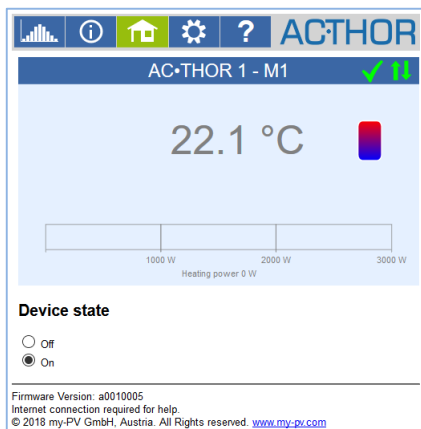 ? AC•THOR
AC•THOR 1 - M1
22.1 °C
1000 W 2000 W 3000 W
Heating power 0 W
Device state
Off
On
Firmware Version: a0010005
Internet connection required for help.
© 2018 my-PV GmbH, Austria. All Rights reserved. www.my-pv.com